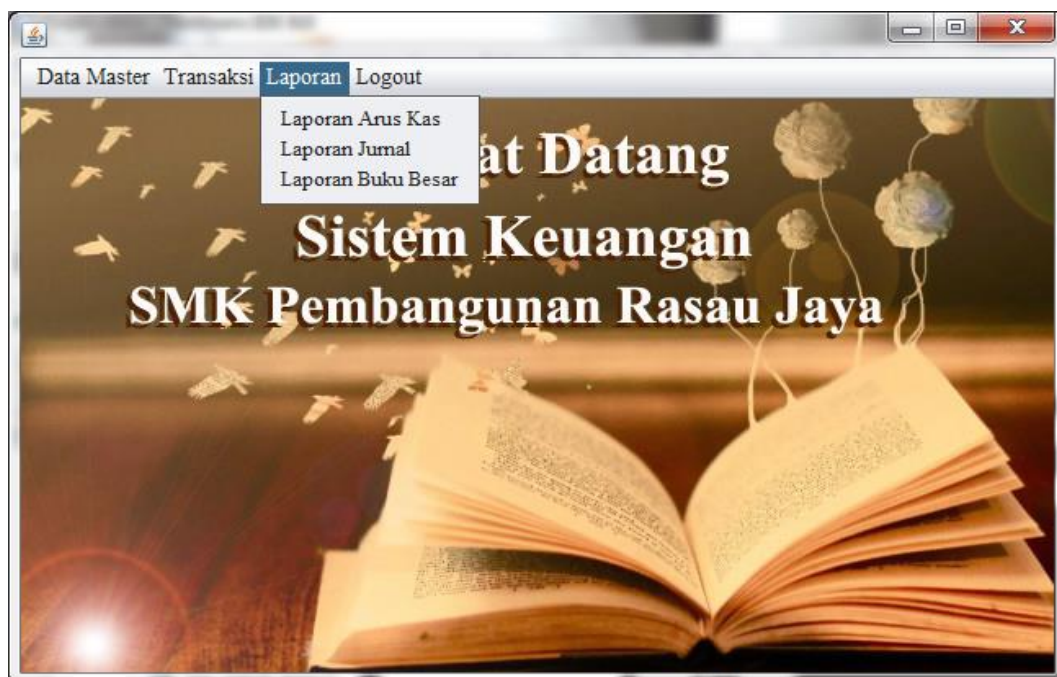 Data Master Transaksi Laporan Logout
Laporan Arus Kas
Laporan Jurnal
Laporan Buku Besar
at Datang
Sistem Keuangan
SMK Pembangunan Rasau Jaya